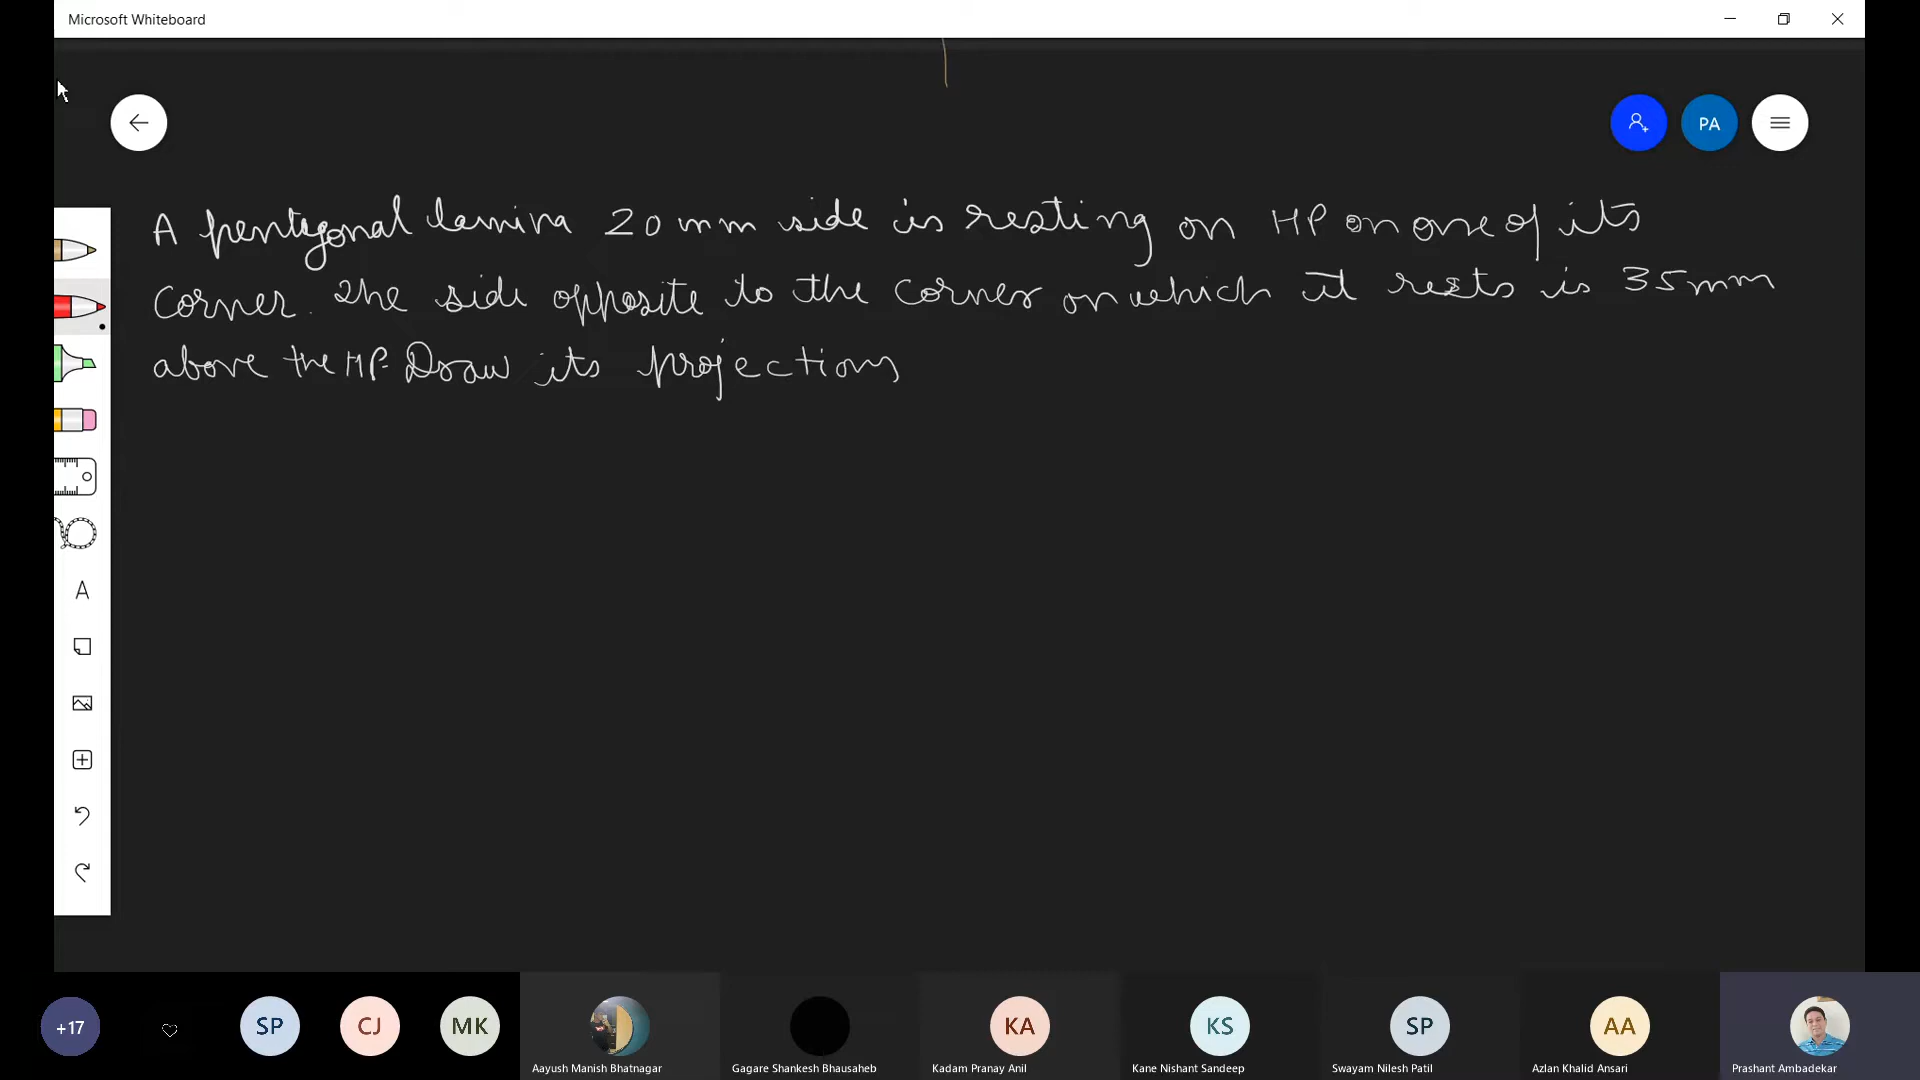 Microsoft Whiteboard
PA
A pentagonal lamina 20 mm side is resting on HP on one of its
corner. The side opposite to the corner on which it rests is 35mm
above the HP. Draw its projections
A
+17
SP
CJ
MK
KA
KS
SP
AA
Aayush Manish Bhatnagar
Gagare Shankesh Bhausaheb
Kadam Pranay Anil
Kane Nishant Sandeep
Swayam Nilesh Patil
Azlan Khalid Ansari
Prashant Ambadekar